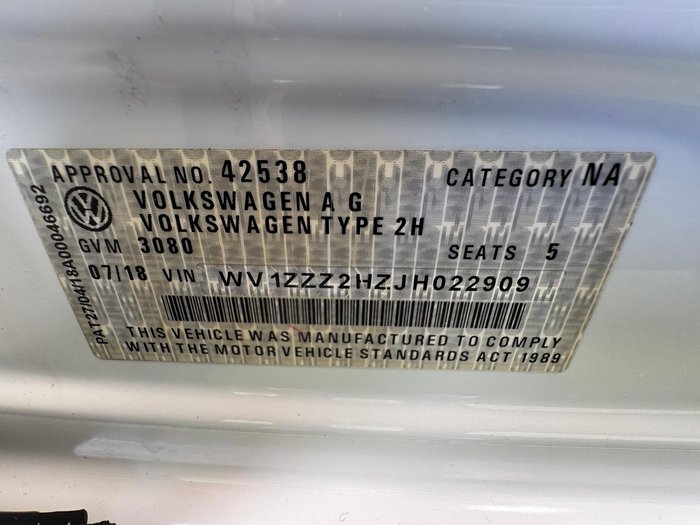 APPROVAL NO. 42538 CATEGORY NA
VOLKSWAGEN A G
VOLKSWAGEN TYPE 2H
GVM 3080 SEATS 5
07/18 VIN WV1ZZZ2HZJH022909
THIS VEHICLE WAS MANUFACTURED TO COMPLY
WITH THE MOTOR VEHICLE STANDARDS ACT 1989
PAT27/04/18A00046692